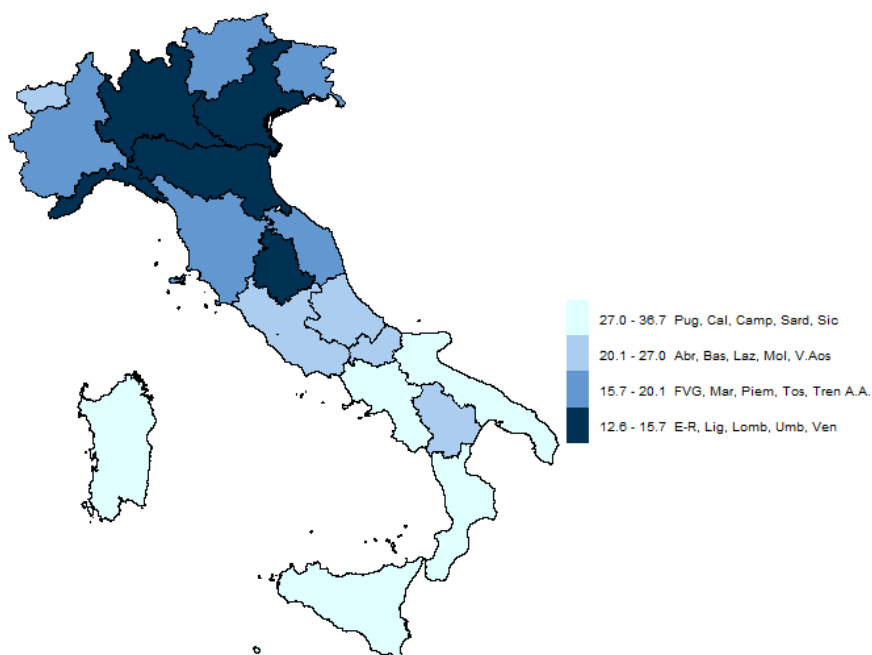 27.0 - 36.7 Pug, Cal, Camp, Sard, Sic
20.1 - 27.0 Abr, Bas, Laz, Mol, V.Aos
15.7 - 20.1 FVG, Mar, Piem, Tos, Tren A.A.
12.6 - 15.7 E-R, Lig, Lomb, Umb, Ven